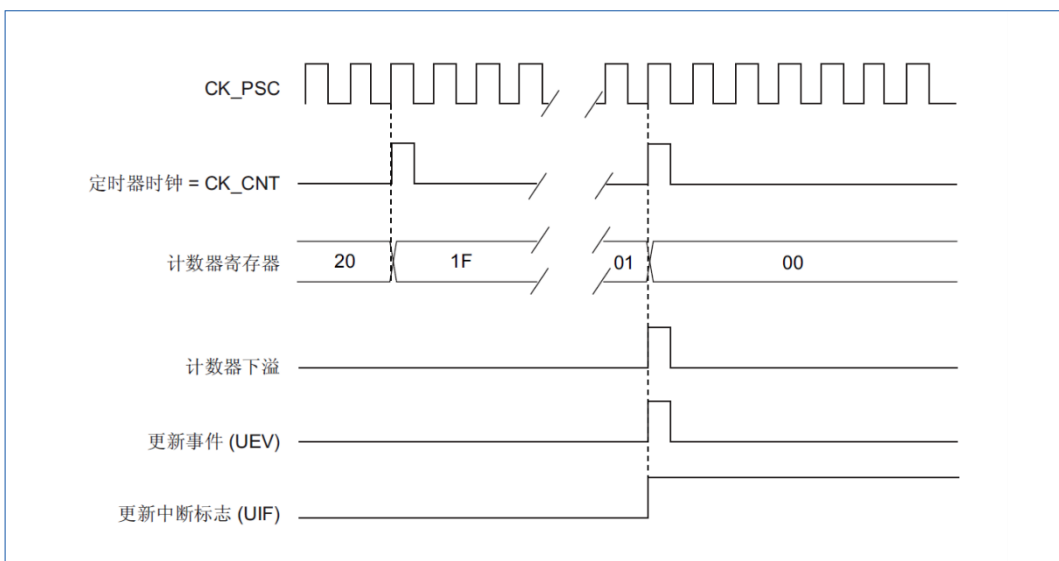 CK_PSC
定时器时钟 = CK_CNT
计数器寄存器 20 1F 01 00
计数器下溢
更新事件 (UEV)
更新中断标志 (UIF)